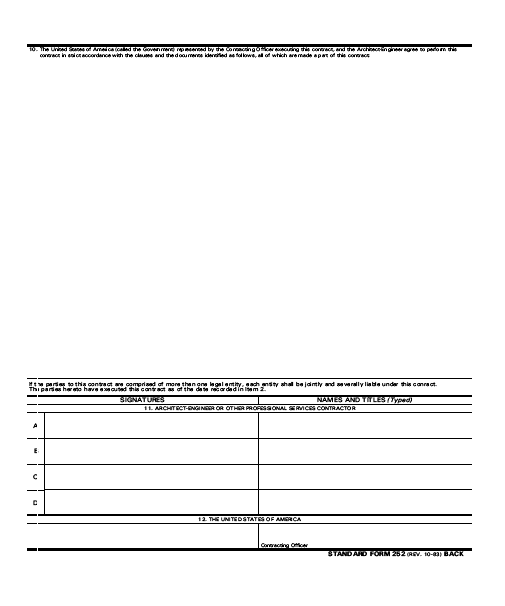 10. The United States of America (called the Government) represented by the Contracting Officer executing this contract, and the Architect-Engineer agree to perform this
contract in strict accordance with the clauses and the documents identified as follows, all of which are made a part of this contract:
If the parties to this contract are comprised of more than one legal entity, each entity shall be jointly and severally liable under this contract.
The parties hereto have executed this contract as of the date recorded in Item 2.
SIGNATURES NAMES AND TITLES (Typed)
11. ARCHITECT-ENGINEER OR OTHER PROFESSIONAL SERVICES CONTRACTOR
A
B
C
D
12. THE UNITED STATES OF AMERICA
Contracting Officer
STANDARD FORM 252 (REV. 10-83) BACK